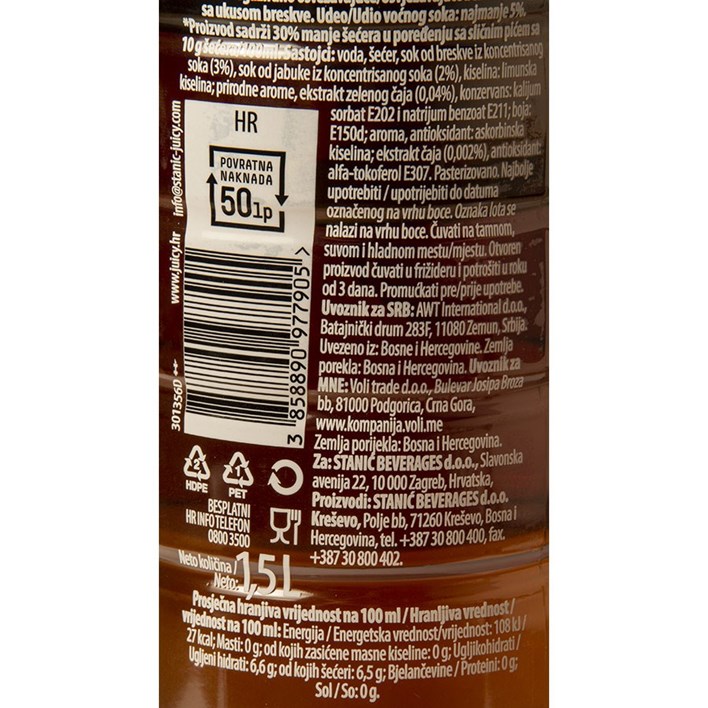 sa ukusom breskve. Udeo/Udio voćnog soka: najmanje 5%.
*Proizvod sadrži 30% manje šećera u poređenju sa sličnim pićem sa
10 g šećera/100ml. Sastojci: voda, šećer, sok od breskve iz koncentrisanog
soka (3%), sok od jabuke iz koncentrisanog soka (2%), kiselina: limunska
kiselina; prirodne arome, ekstrakt zelenog čaja (0,04%), konzervans: kalijum
sorbat E202 i natrijum benzoat E211; boja:
E150d; aroma, antioksidant: askorbinska
kiselina; ekstrakt čaja (0,002%), antioksidant:
alfa-tokoferol E307. Pasterizovano. Najbolje
upotrebiti / upotrijebiti do datuma
označenog na vrhu boce. Oznaka lota se
nalazi na vrhu boce. Čuvati na tamnom,
suvom i hladnom mestu/mjestu. Otvoren
proizvod čuvati u frižideru i potrošiti u roku
od 3 dana. Promućkati pre/prije upotrebe.
Uvoznik za SRB: AWT International d.o.o.,
Batajnički drum 283F, 11080 Zemun, Srbija.
Uvezeno iz: Bosne i Hercegovine. Zemlja
porekla: Bosna i Hercegovina. Uvoznik za
MNE: Voli trade d.o.o., Bulevar Josipa Broza
bb, 81000 Podgorica, Crna Gora,
www.kompanija.voli.me
Zemlja porijekla: Bosna i Hercegovina.
Za: STANIĆ BEVERAGES d.o.o., Slavonska
avenija 22, 10 000 Zagreb, Hrvatska,
Proizvodi: STANIĆ BEVERAGES d.o.o.
Kreševo, Polje bb, 71260 Kreševo, Bosna i
Hercegovina, tel. +387 30 800 400, fax.
+387 30 800 402.
HR
POVRATNA
NAKNADA
50lp
www.juicy.hr info@stanic-juicy.com
3 858890 977905 >
301356D ++
2
HDPE
1
PET
BESPLATNI
HR INFO TELEFON
0800 3500
Neto količina /
Neto: 1,5 L
Prosječna hranjiva vrijednost na 100 ml / Hranljiva vrednost /
vrijednost na 100 ml: Energija / Energetska vrednost/vrijednost: 108 kJ /
27 kcal; Masti: 0 g; od kojih zasićene masne kiseline: 0 g; Ugljikohidrati /
Ugljeni hidrati: 6,6 g; od kojih šećeri: 6,5 g; Bjelančevine / Proteini: 0 g;
Sol / So: 0 g.